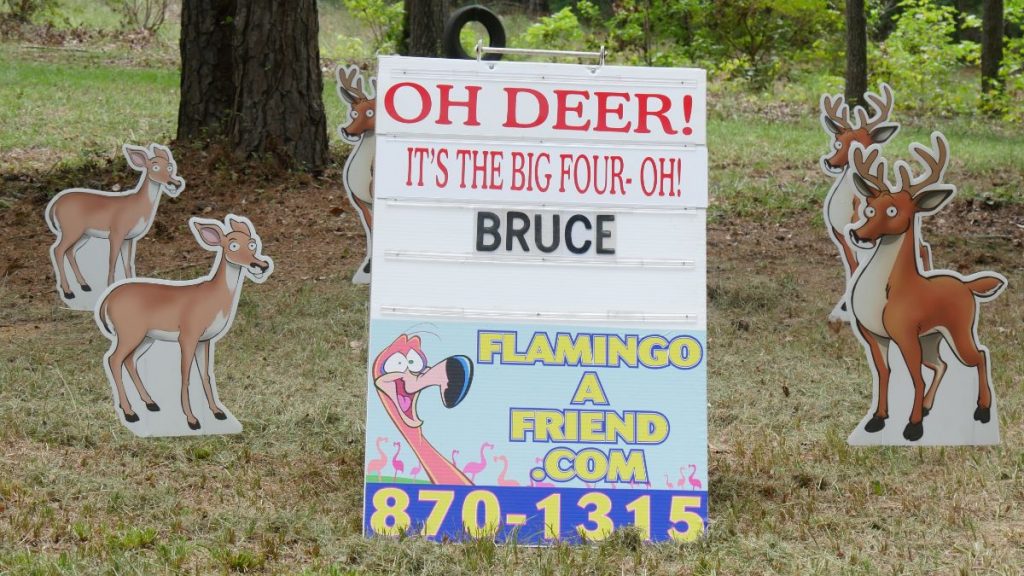 OH DEER!
IT'S THE BIG FOUR- OH!
BRUCE
FLAMINGO
A
FRIEND
.COM
870-1315